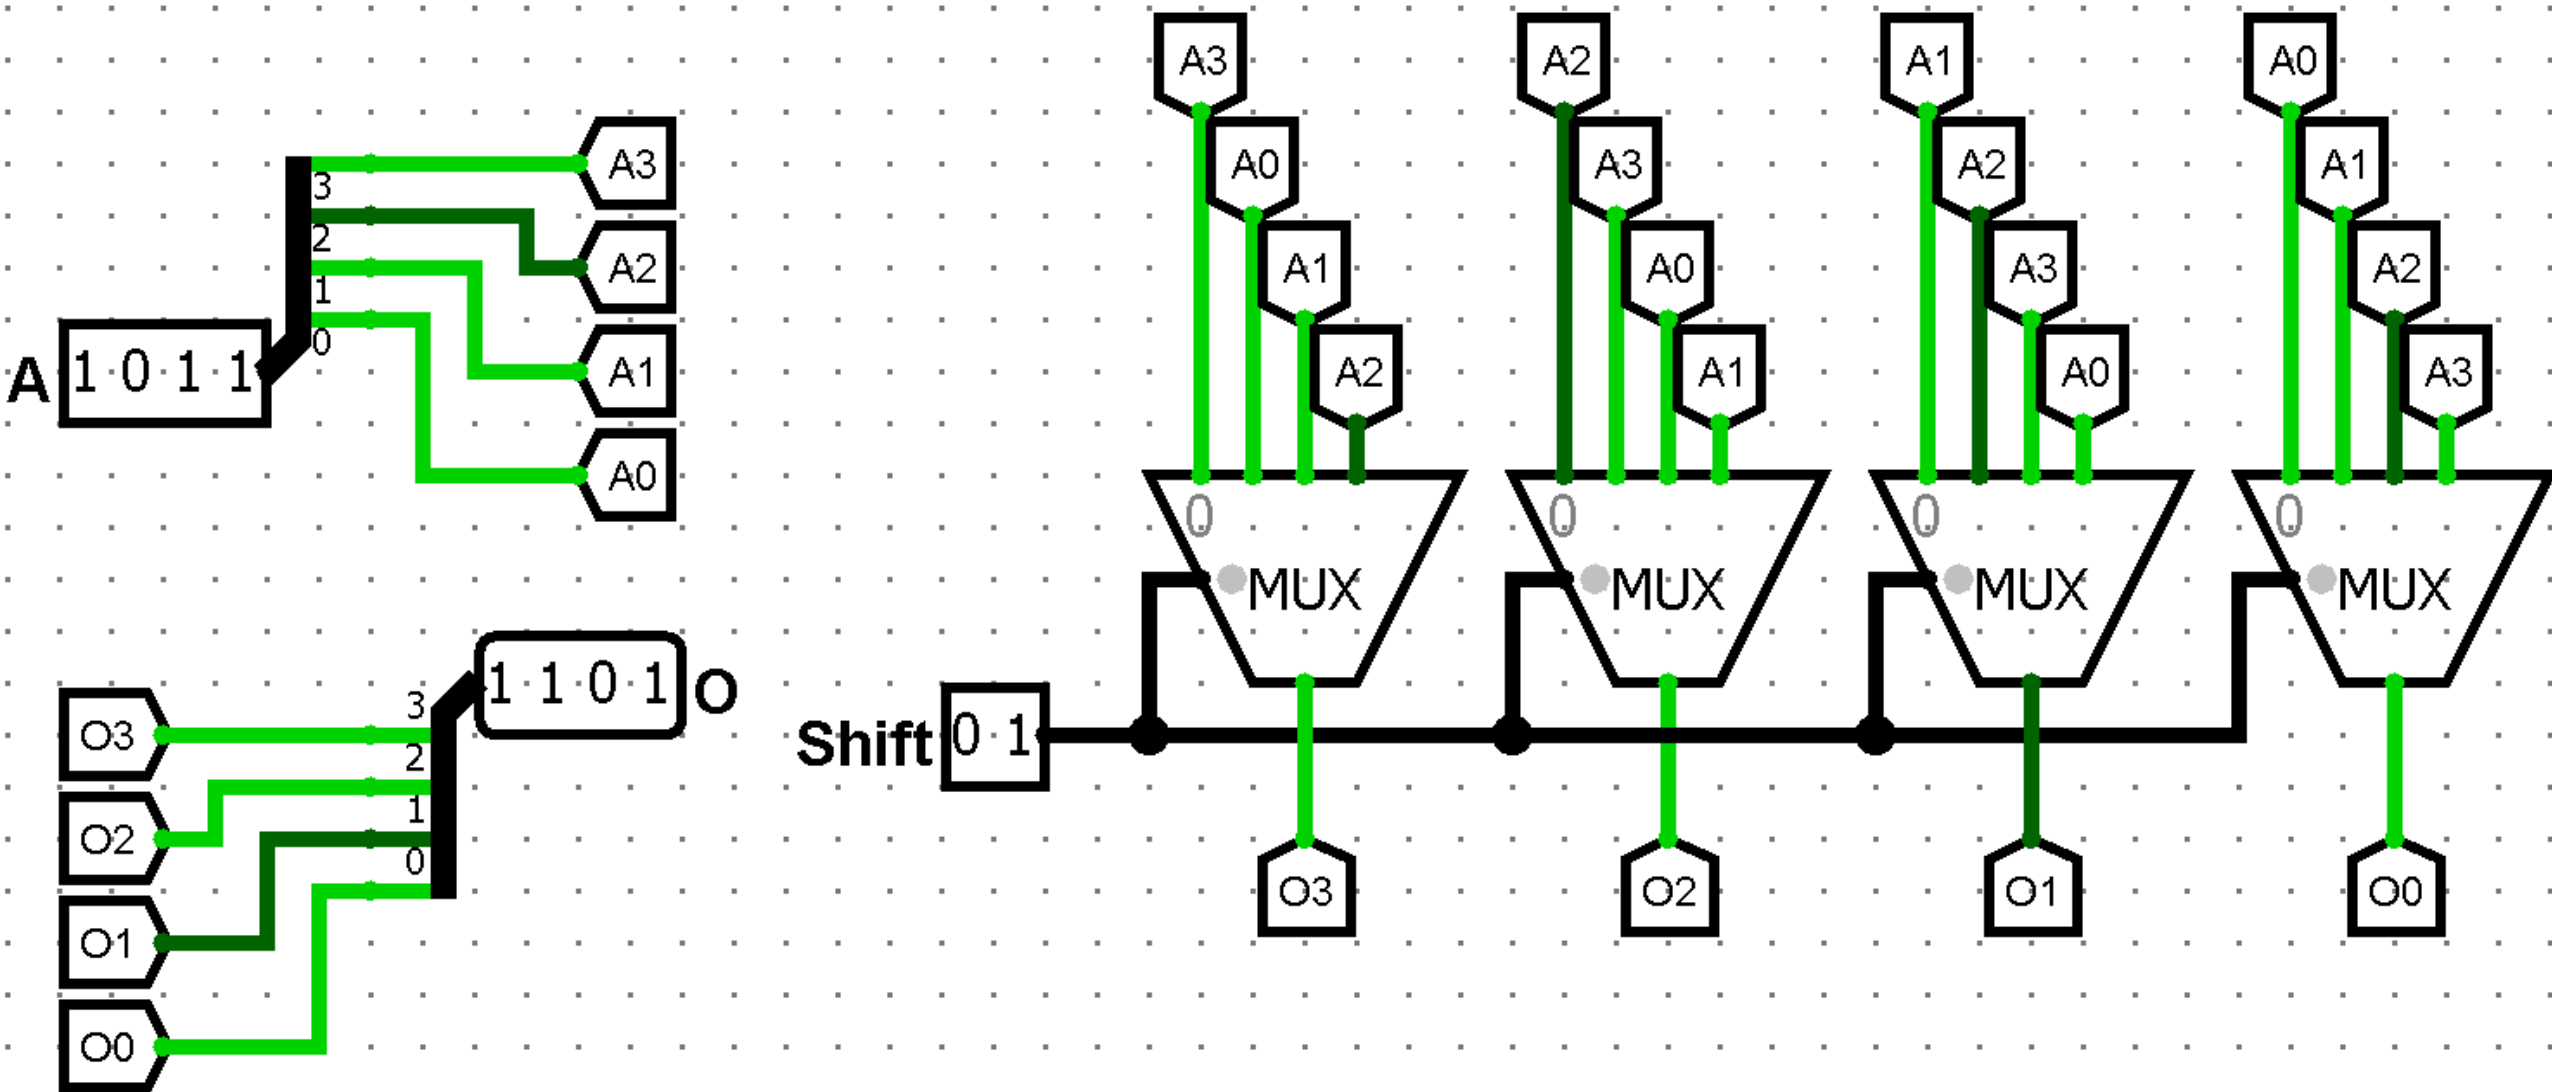 A3 A2 A1 A0
A3 A0 A3 A2 A1
3
A2 A1 A0 A3 A2
2
1
A1 A2 A1 A0 A3
0
A 1 0 1 1
A0
0 0 0 0
MUX MUX MUX MUX
1 1 0 1 O
3
O3 Shift 0 1
2
1
O2
0
O3 O2 O1 O0
O1
O0